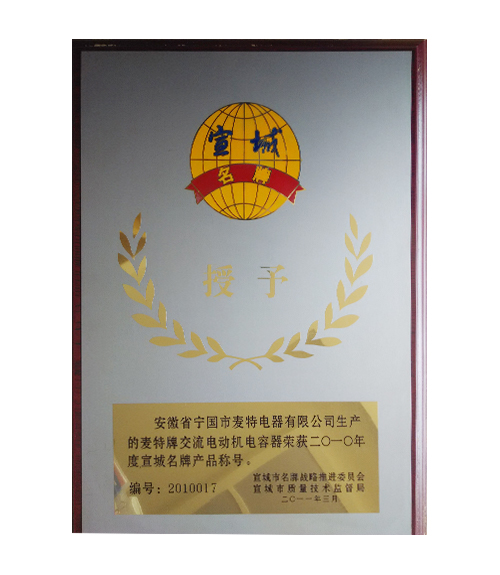 宣城
名牌
授予
安徽省宁国市麦特电器有限公司生产
的麦特牌交流电动机电容器荣获二〇一〇年
度宣城名牌产品称号。
编号：2010017
宣城市名牌战略推进委员会
宣城市质量技术监督局
二〇一一年三月